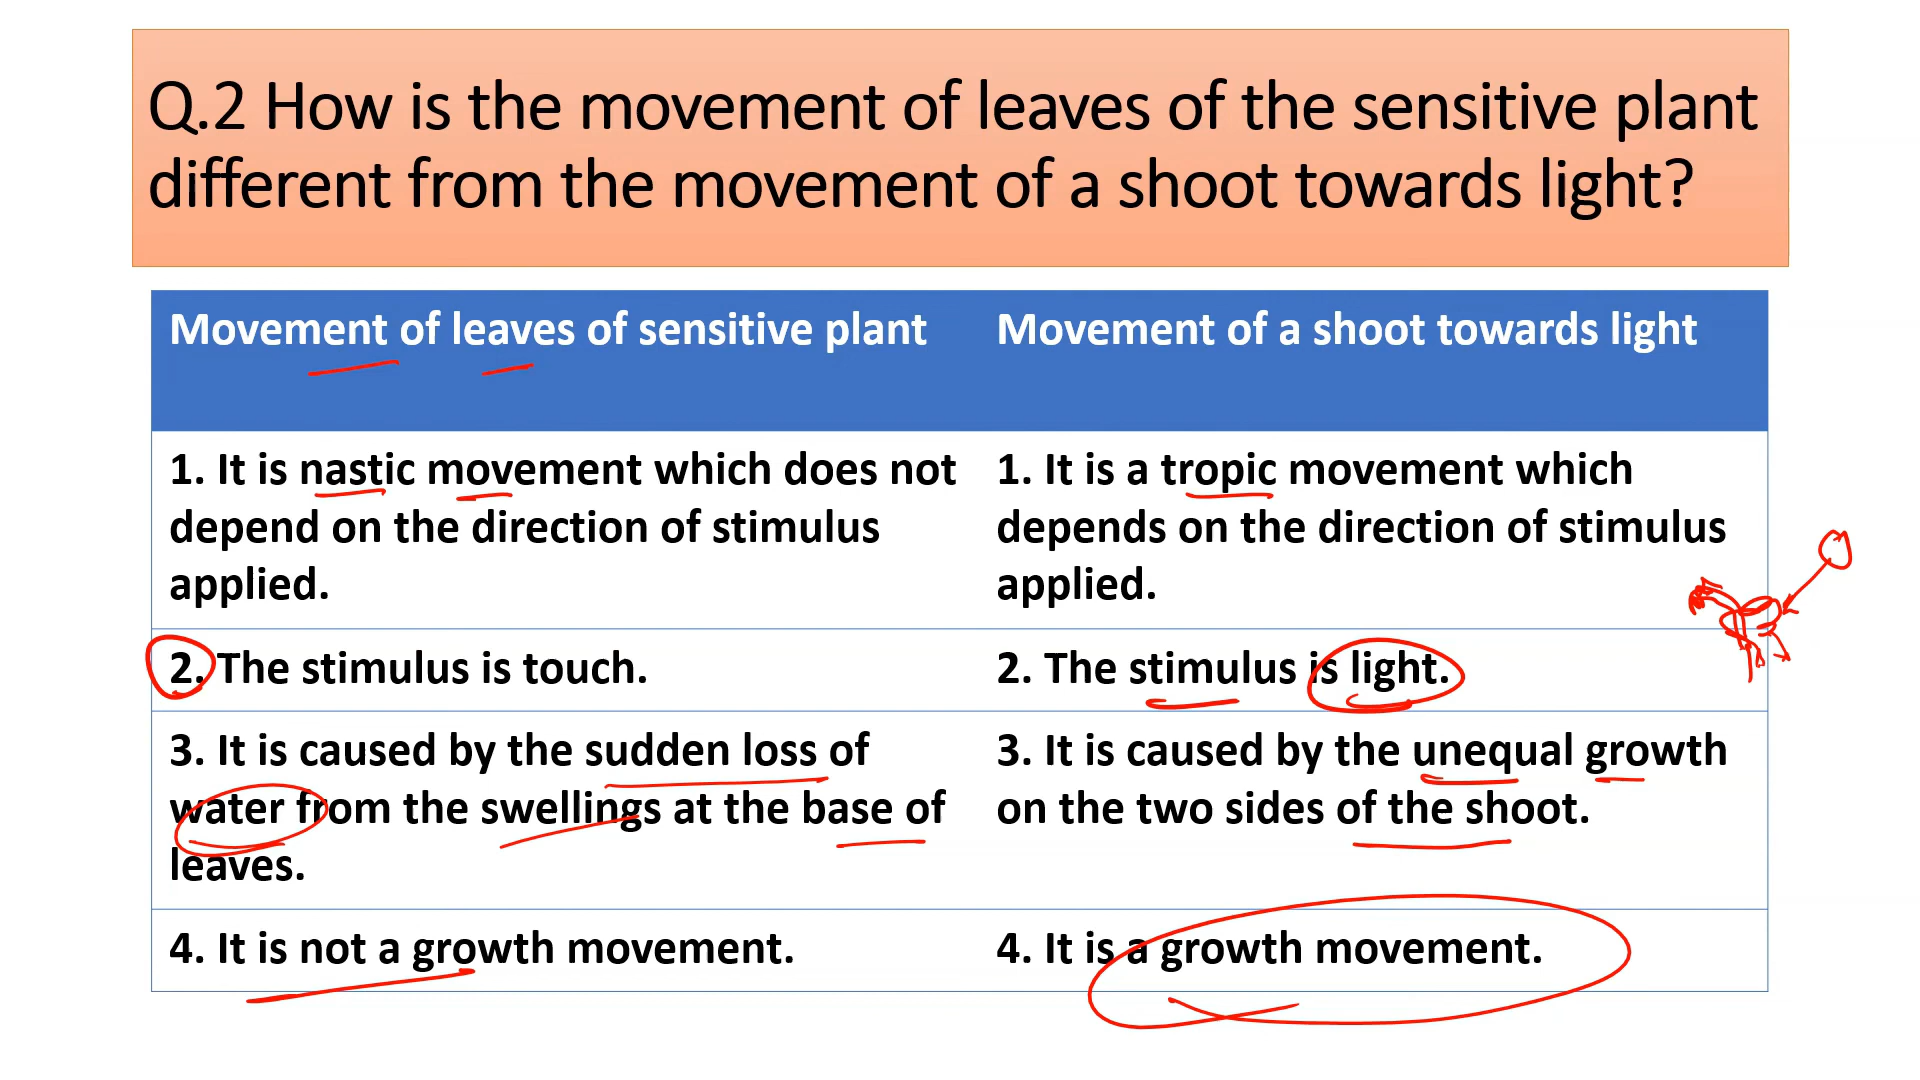 Q.2 How is the movement of leaves of the sensitive plant
different from the movement of a shoot towards light?
Movement of leaves of sensitive plant
Movement of a shoot towards light
1. It is nastic movement which does not
depend on the direction of stimulus
applied.
1. It is a tropic movement which
depends on the direction of stimulus
applied.
2. The stimulus is touch.
2. The stimulus is light.
3. It is caused by the sudden loss of
water from the swellings at the base of
leaves.
3. It is caused by the unequal growth
on the two sides of the shoot.
4. It is not a growth movement.
4. It is a growth movement.